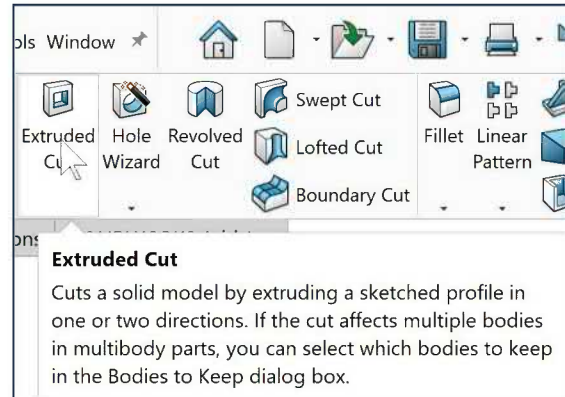 ols Window
Extruded Cu
Hole Wizard
Revolved Cut
Swept Cut
Lofted Cut
Boundary Cut
Fillet
Linear Pattern
ons
Extruded Cut
Cuts a solid model by extruding a sketched profile in
one or two directions. If the cut affects multiple bodies
in multibody parts, you can select which bodies to keep
in the Bodies to Keep dialog box.